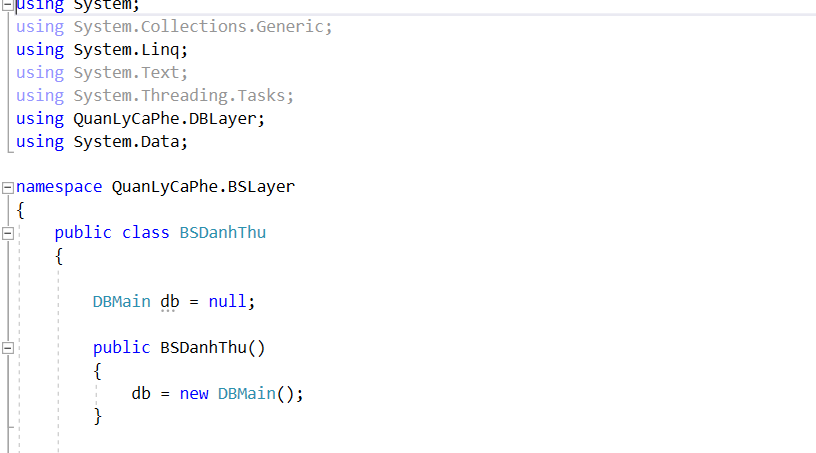 using System;
using System.Collections.Generic;
using System.Linq;
using System.Text;
using System.Threading.Tasks;
using QuanLyCaPhe.DBLayer;
using System.Data;
namespace QuanLyCaPhe.BSLayer
{
public class BSDanhThu
{
DBMain db = null;
public BSDanhThu()
{
db = new DBMain();
}